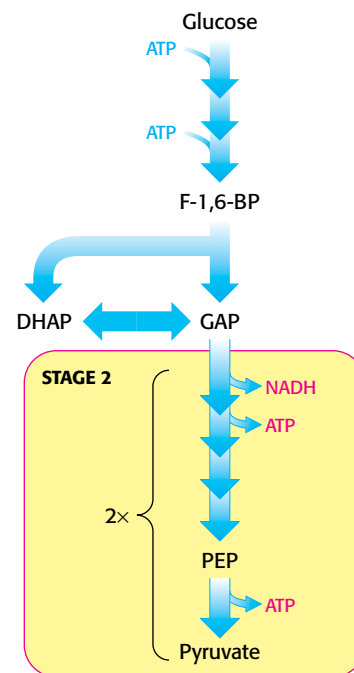 Glucose
ATP
ATP
F-1,6-BP
DHAP
GAP
STAGE 2
NADH
ATP
2×
PEP
ATP
Pyruvate